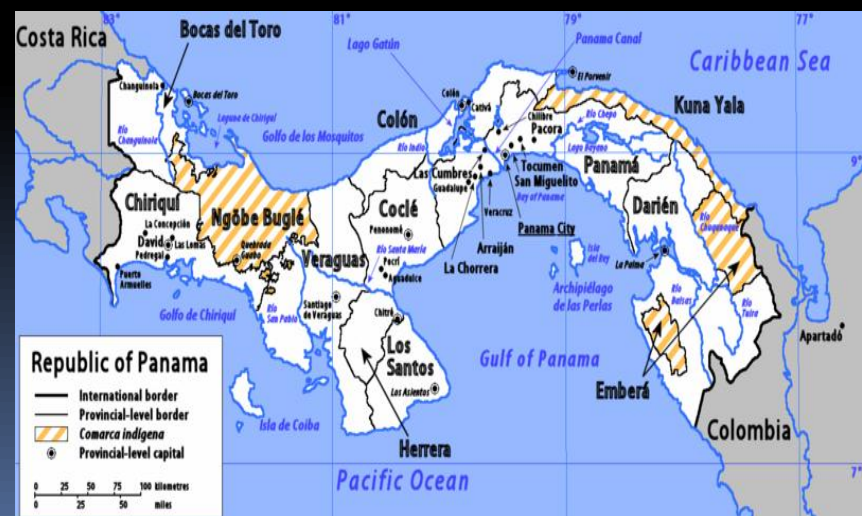 83°
81°
79°
77°
Costa Rica
Bocas del Toro
Lago Gatún
Panama Canal
Caribbean Sea
Changuinola
Bocas del Toro
Laguna de Chiriquí
Río
Changuinola
Golfo de los Mosquitos
Colón
Colón
Cativá
El Porvenir
Kuna Yala
Chilibre
Pacora
Río Chepo
Lago Bayano
Río Indio
9°
Las Cumbres
Guadalupe
Tocumen
San Miguelito
Bay of Panama
Panamá
Chiriquí
Ngöbe Buglé
Coclé
Penonomé
Veracruz
Panama City
Darién
Río
Chuqunaque
La Concepción
David
Las Lomas
Pedregal
Quebrada
Guabo
Veraguas
Río Santa María
Pocrí
Aguadulce
Arraiján
La Chorrera
Isla
del Rey
La Palma
Puerto
Armuelles
Archipiélago
de las Perlas
Golfo de Chiriquí
Río
San Pablo
Santiago
de Veraguas
Chitré
Río
Balsas
Río
Tuira
Apartadó
Los
Santos
Las Asientos
Gulf of Panama
Emberá
Isla de Coiba
Herrera
Colombia
Pacific Ocean
7°
Republic of Panama
International border
Provincial-level border
Comarca indígena
Provincial-level capital
0 25 50 75 100 kilometres
0 25 50 miles